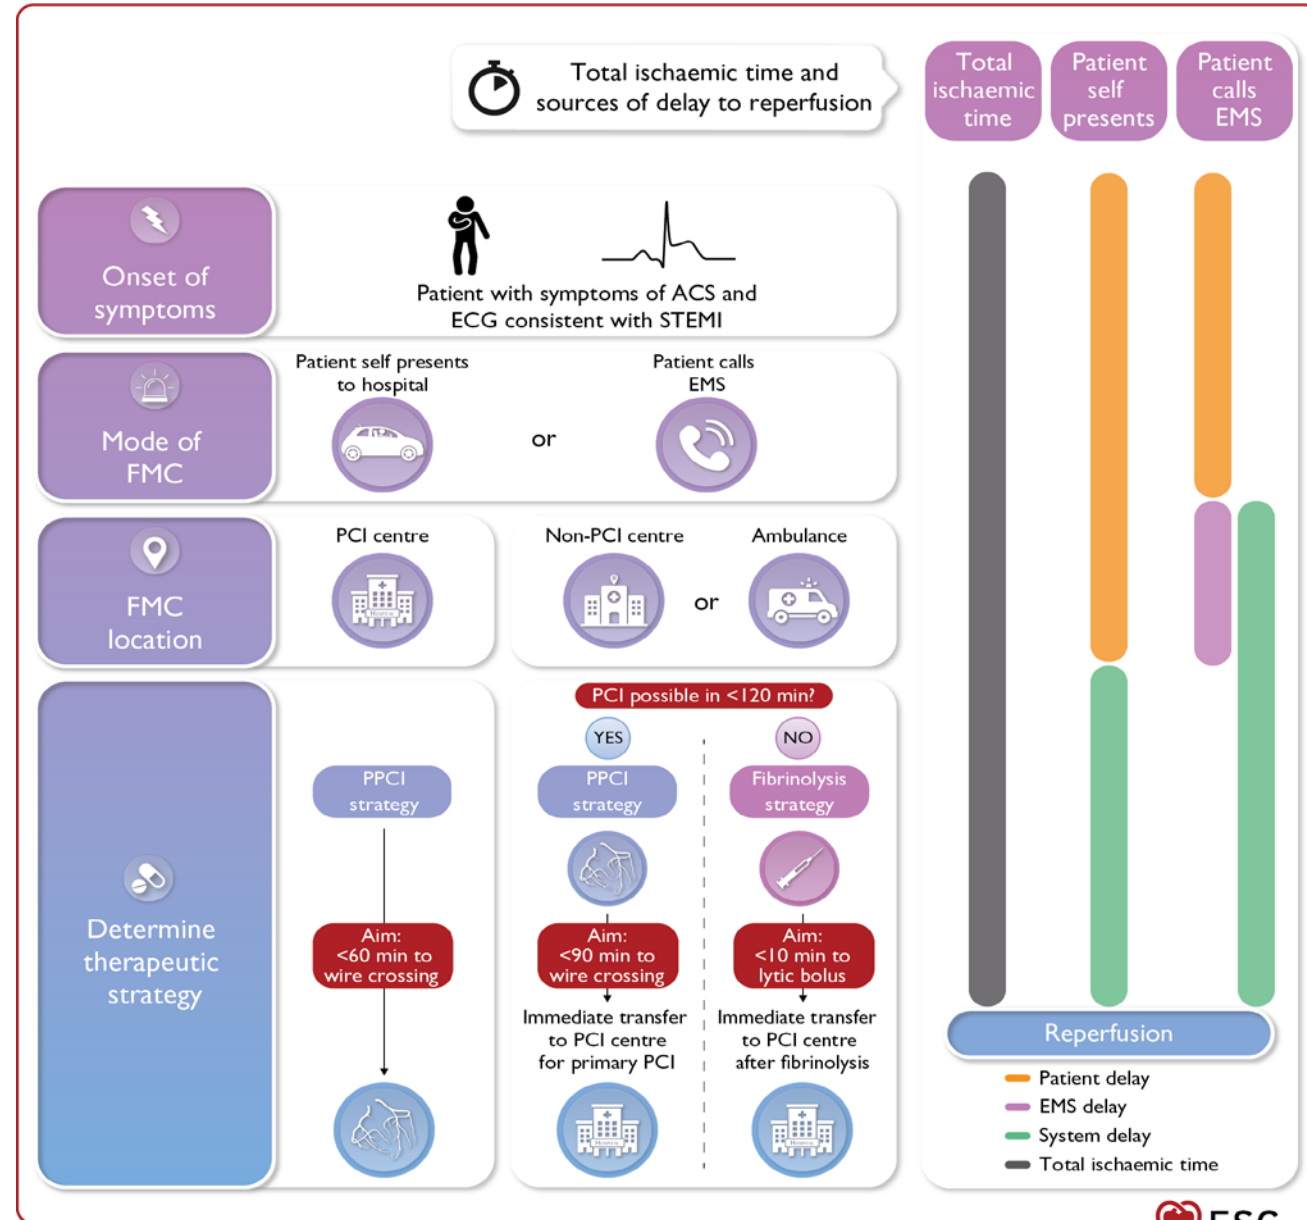 Total ischaemic time and
sources of delay to reperfusion
Total
ischaemic
time
Patient
self
presents
Patient
calls
EMS
Onset of
symptoms
Patient with symptoms of ACS and
ECG consistent with STEMI
Mode of
FMC
Patient self presents
to hospital
or
Patient calls
EMS
FMC
location
PCI centre
HOSPITAL
Non-PCI centre
or
Ambulance
Determine
therapeutic
strategy
PPCI
strategy
Aim:
<60 min to
wire crossing
PCI possible in <120 min?
YES
PPCI
strategy
Aim:
<90 min to
wire crossing
Immediate transfer
to PCI centre
for primary PCI
HOSPITAL
NO
Fibrinolysis
strategy
Aim:
<10 min to
lytic bolus
Immediate transfer
to PCI centre
after fibrinolysis
HOSPITAL
Reperfusion
Patient delay
EMS delay
System delay
Total ischaemic time
ESC